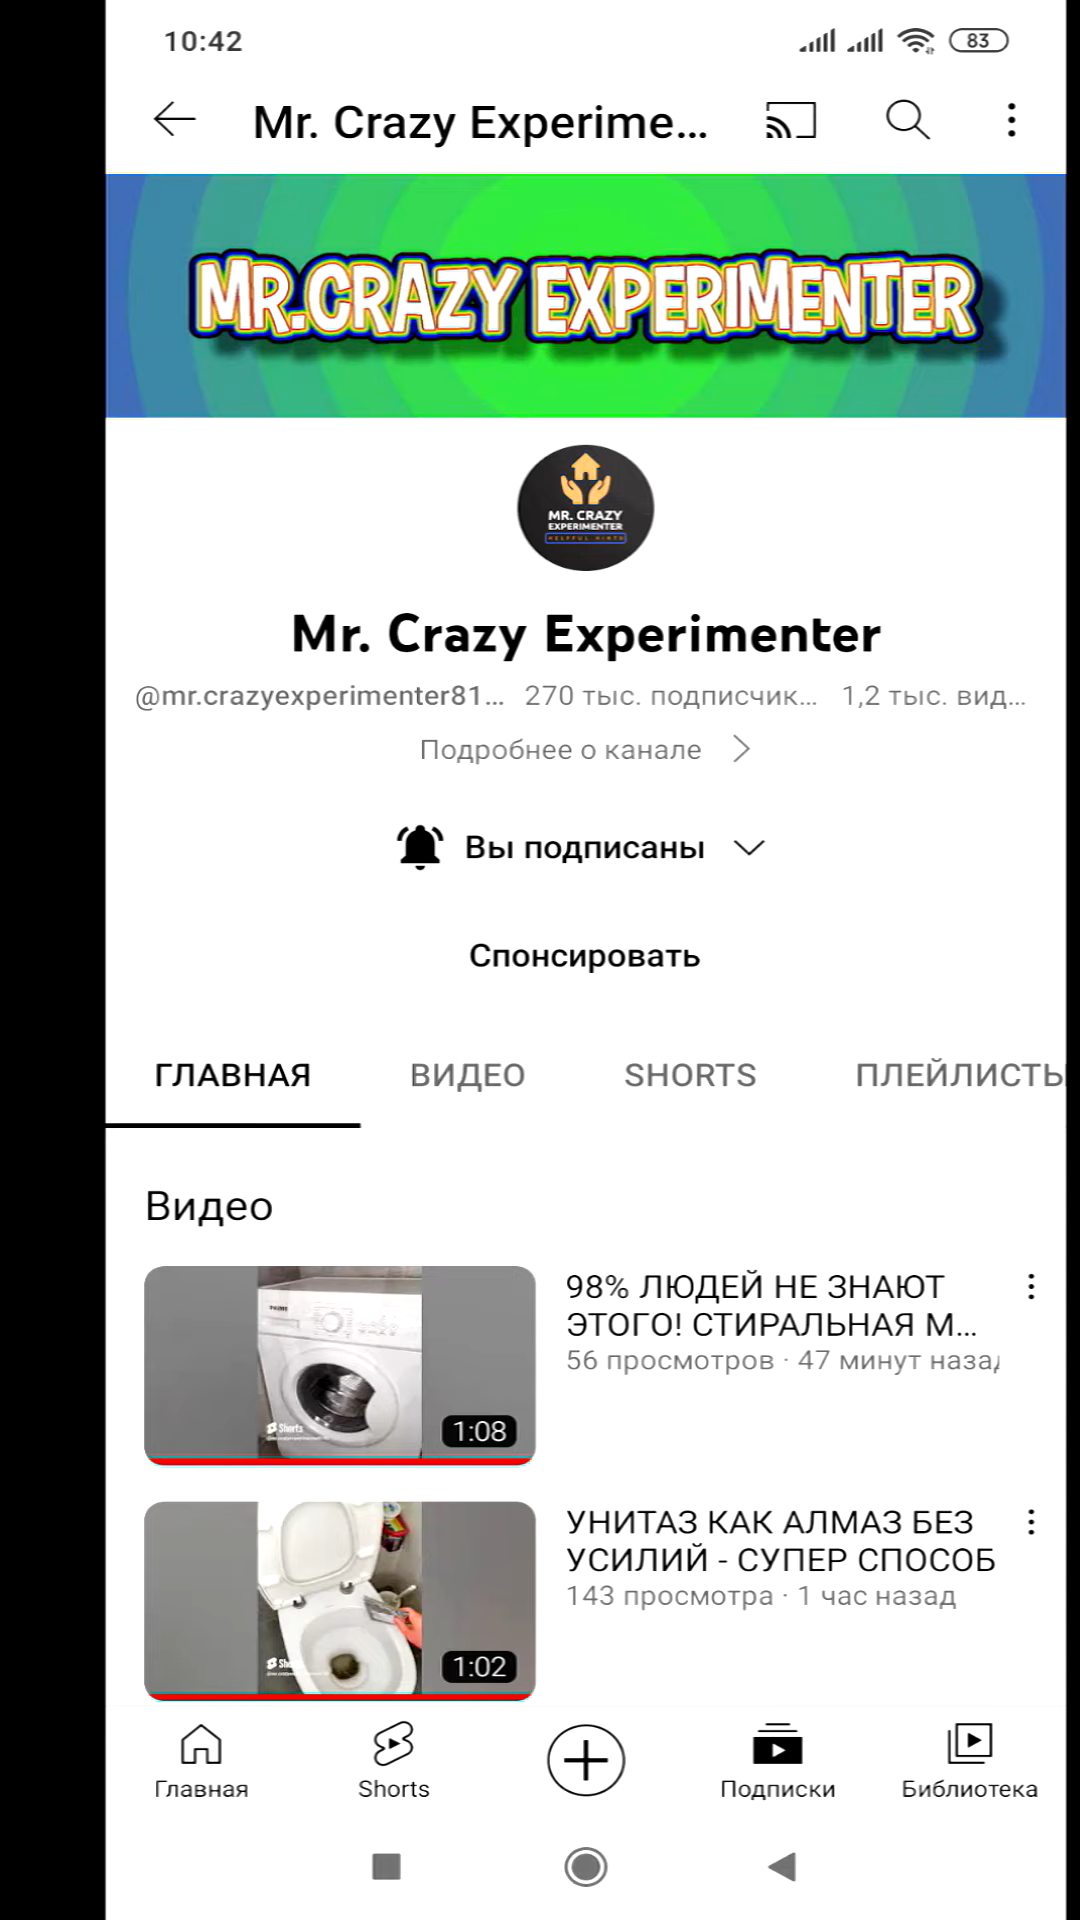 10:42
83
Mr. Crazy Experime...
MR.CRAZY EXPERIMENTER
MR. CRAZY
EXPERIMENTER
HELPFUL HINTS
Mr. Crazy Experimenter
@mr.crazyexperimenter81... 270 тыс. подписчик... 1,2 тыс. вид...
Подробнее о канале
Вы подписаны
Спонсировать
ГЛАВНАЯ ВИДЕО SHORTS ПЛЕЙЛИСТЫ
Видео
98% ЛЮДЕЙ НЕ ЗНАЮТ
ЭТОГО! СТИРАЛЬНАЯ М...
56 просмотров · 47 минут назад
Shorts
1:08
УНИТАЗ КАК АЛМАЗ БЕЗ
УСИЛИЙ - СУПЕР СПОСОБ
143 просмотра · 1 час назад
1:02
Главная Shorts Подписки Библиотека